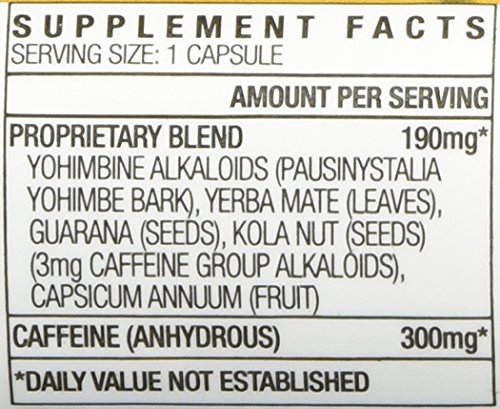 SUPPLEMENT FACTS
SERVING SIZE: 1 CAPSULE
AMOUNT PER SERVING
PROPRIETARY BLEND 190mg*
YOHIMBINE ALKALOIDS (PAUSINYSTALIA
YOHIMBE BARK), YERBA MATE (LEAVES),
GUARANA (SEEDS), KOLA NUT (SEEDS)
(3mg CAFFEINE GROUP ALKALOIDS),
CAPSICUM ANNUUM (FRUIT)
CAFFEINE (ANHYDROUS) 300mg*
*DAILY VALUE NOT ESTABLISHED